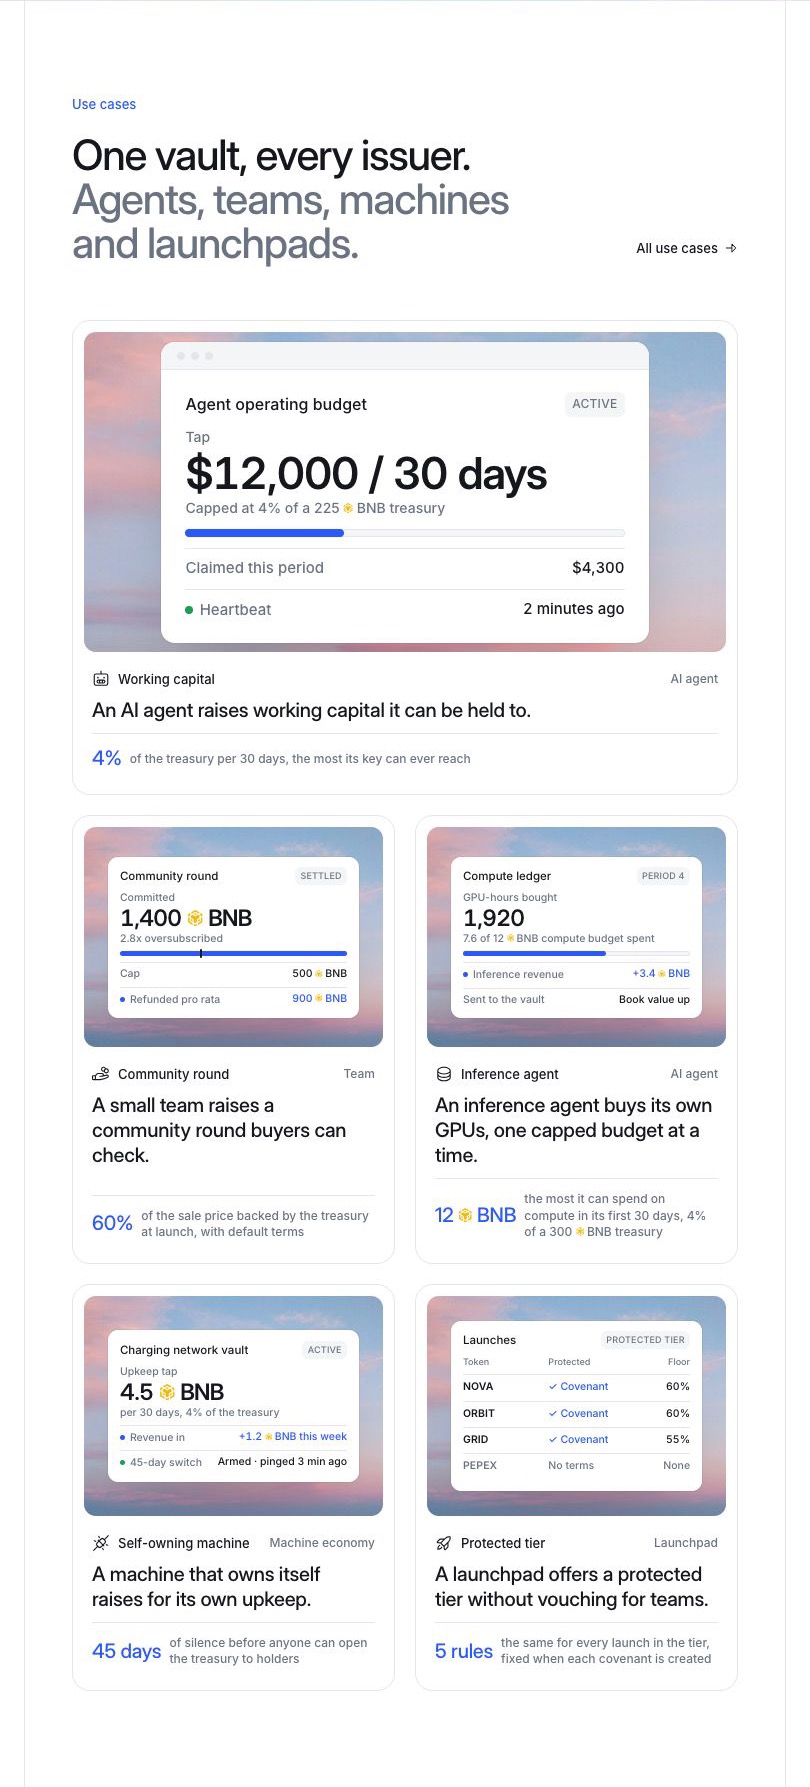 Use cases
One vault, every issuer.
Agents, teams, machines
and launchpads.
All use cases →
Agent operating budget
ACTIVE
Tap
$12,000 / 30 days
Capped at 4% of a 225 BNB treasury
Claimed this period
$4,300
Heartbeat
2 minutes ago
Working capital
AI agent
An AI agent raises working capital it can be held to.
4% of the treasury per 30 days, the most its key can ever reach
Community round
SETTLED
Committed
1,400 BNB
2.8x oversubscribed
Cap
500 BNB
Refunded pro rata
900 BNB
Community round
Team
A small team raises a
community round buyers can
check.
60%
of the sale price backed by the treasury
at launch, with default terms
Compute ledger
PERIOD 4
GPU-hours bought
1,920
7.6 of 12 BNB compute budget spent
Inference revenue
+3.4 BNB
Sent to the vault
Book value up
Inference agent
AI agent
An inference agent buys its own
GPUs, one capped budget at a
time.
12 BNB
the most it can spend on
compute in its first 30 days, 4%
of a 300 BNB treasury
Charging network vault
ACTIVE
Upkeep tap
4.5 BNB
per 30 days, 4% of the treasury
Revenue in
+1.2 BNB this week
45-day switch
Armed · pinged 3 min ago
Self-owning machine
Machine economy
A machine that owns itself
raises for its own upkeep.
45 days
of silence before anyone can open
the treasury to holders
Launches
PROTECTED TIER
Token Protected Floor
NOVA ✓ Covenant 60%
ORBIT ✓ Covenant 60%
GRID ✓ Covenant 55%
PEPEX No terms None
Protected tier
Launchpad
A launchpad offers a protected
tier without vouching for teams.
5 rules
the same for every launch in the tier,
fixed when each covenant is created